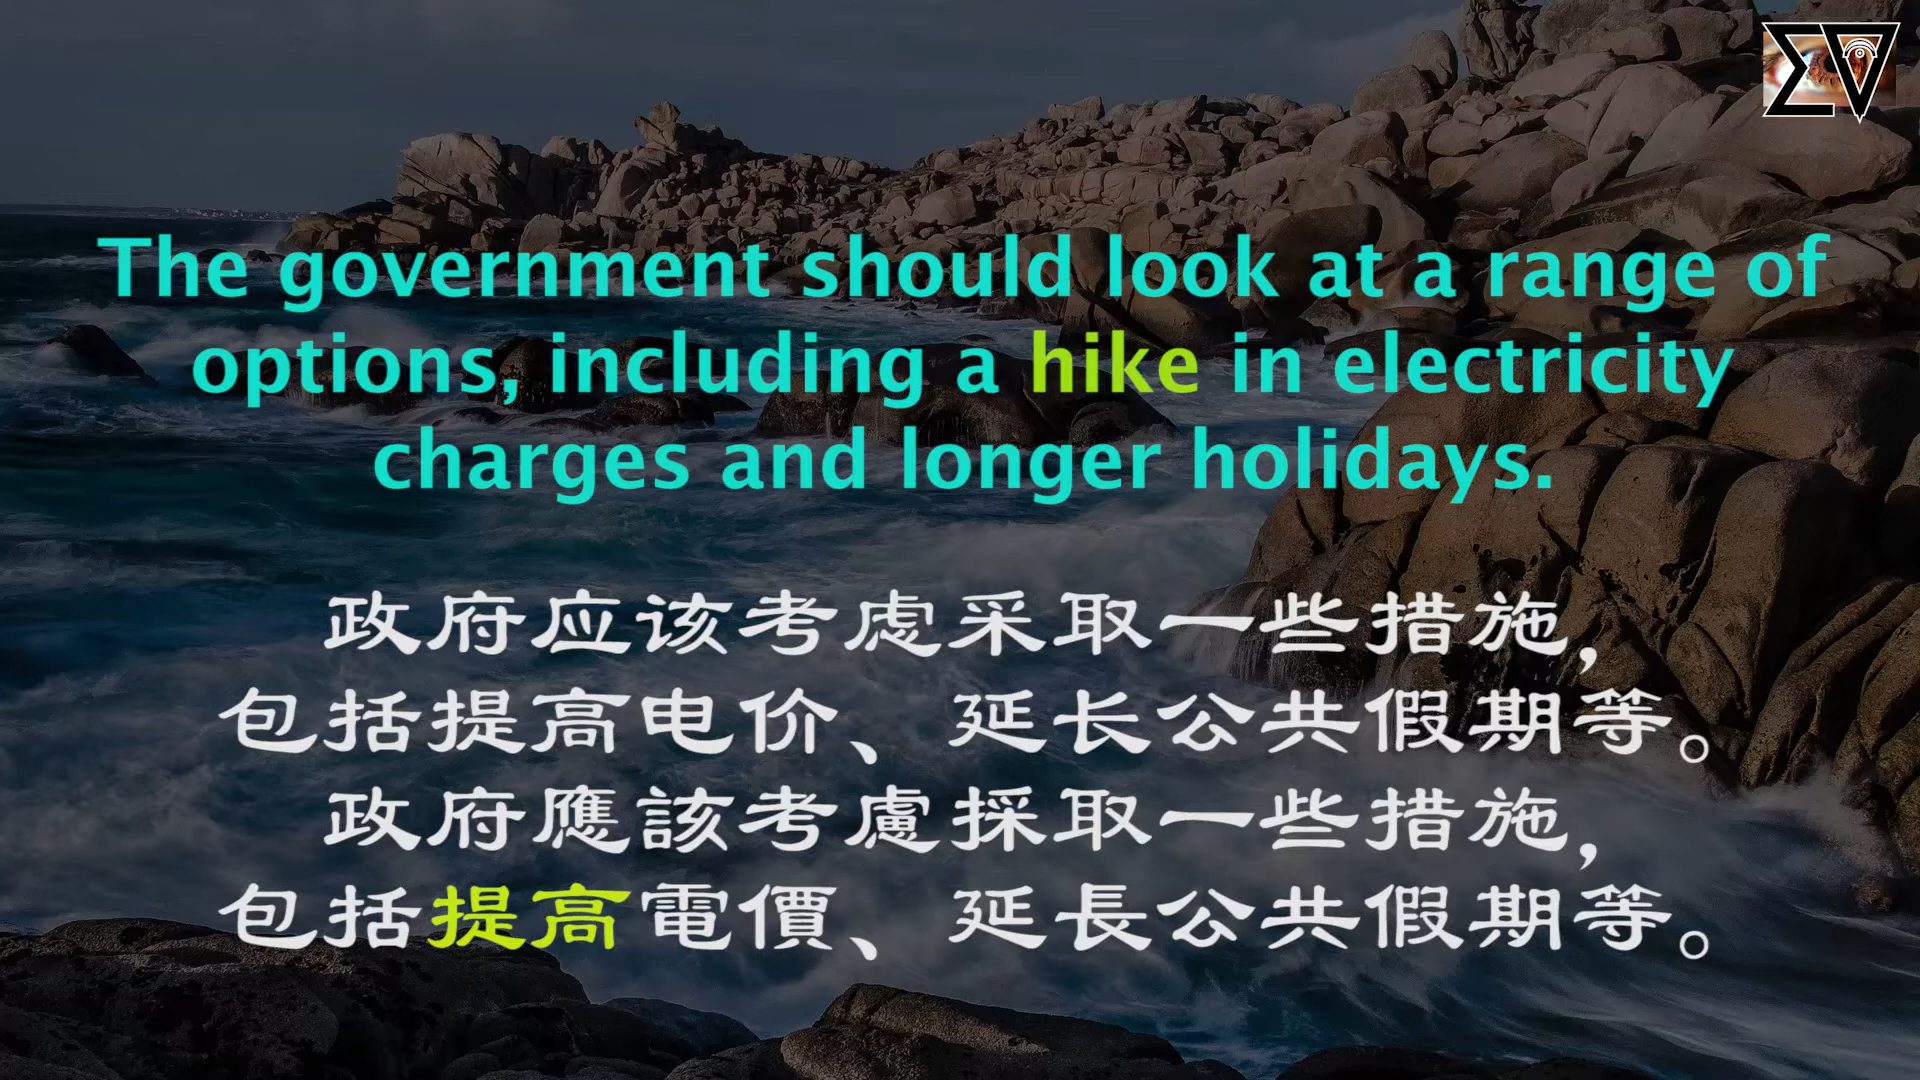 The government should look at a range of
options, including a hike in electricity
charges and longer holidays.
政府应该考虑采取一些措施，
包括提高电价、延长公共假期等。
政府應該考慮採取一些措施，
包括提高電價、延長公共假期等。